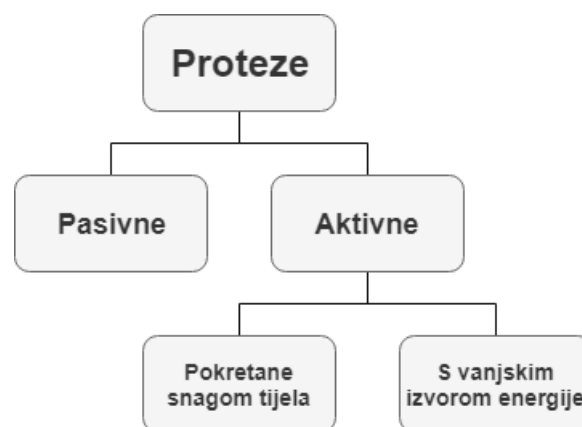 Proteze
Pasivne
Aktivne
Pokretane
snagom tijela
S vanjskim
izvorom energije